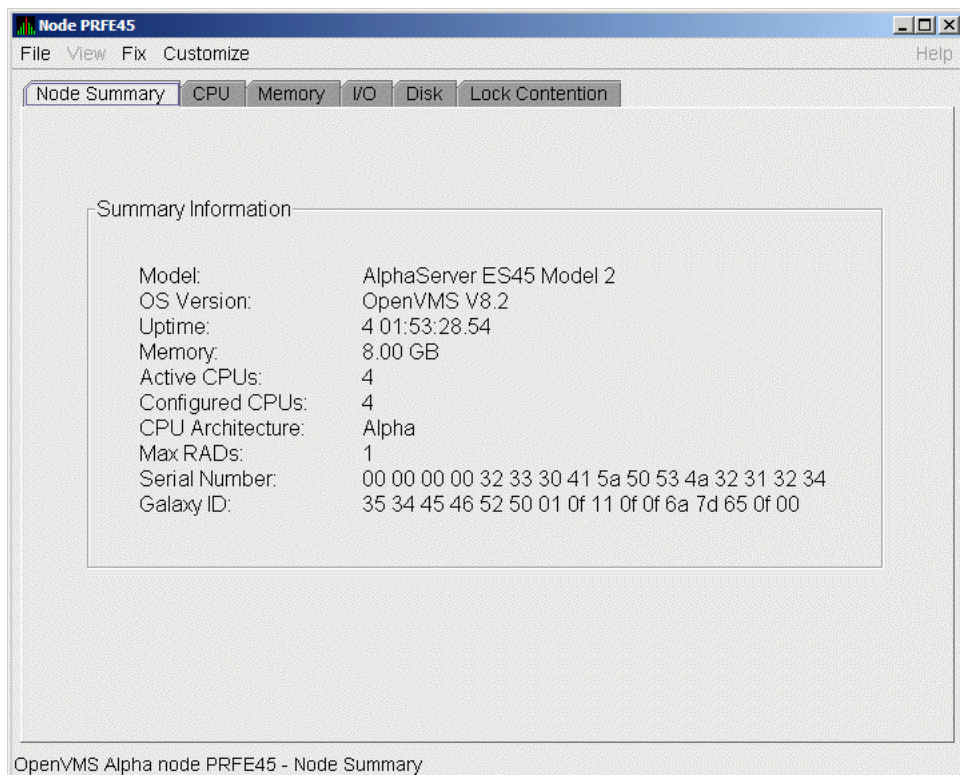 Node PRFE45
File View Fix Customize Help
Node Summary CPU Memory I/O Disk Lock Contention
Summary Information
Model: AlphaServer ES45 Model 2
OS Version: OpenVMS V8.2
Uptime: 4 01:53:28.54
Memory: 8.00 GB
Active CPUs: 4
Configured CPUs: 4
CPU Architecture: Alpha
Max RADs: 1
Serial Number: 00 00 00 00 32 33 30 41 5a 50 53 4a 32 31 32 34
Galaxy ID: 35 34 45 46 52 50 01 0f 11 0f 0f 6a 7d 65 0f 00
OpenVMS Alpha node PRFE45 - Node Summary